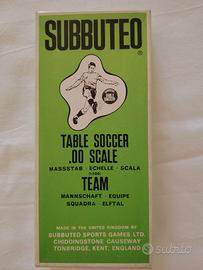 SUBBUTEO
®
TABLE SOCCER
.00 SCALE
MASSSTAB · ECHELLE · SCALA
TEAM
MANNSCHAFT · EQUIPE
SQUADRA · ELFTAL
MADE IN THE UNITED KINGDOM BY
SUBBUTEO SPORTS GAMES LTD.
CHIDDINGSTONE CAUSEWAY
TONBRIDGE, KENT, ENGLAND
subito